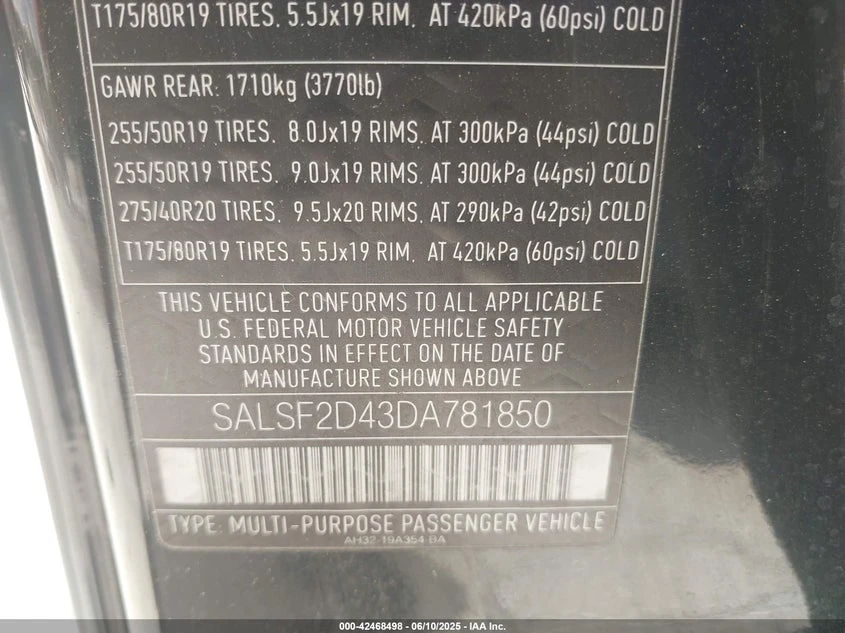 T175/80R19 TIRES, 5.5Jx19 RIM, AT 420kPa (60psi) COLD
GAWR REAR: 1710kg (3770lb)
255/50R19 TIRES, 8.0Jx19 RIMS, AT 300kPa (44psi) COLD
255/50R19 TIRES, 9.0Jx19 RIMS, AT 300kPa (44psi) COLD
275/40R20 TIRES, 9.5Jx20 RIMS, AT 290kPa (42psi) COLD
T175/80R19 TIRES, 5.5Jx19 RIM, AT 420kPa (60psi) COLD
THIS VEHICLE CONFORMS TO ALL APPLICABLE
U.S. FEDERAL MOTOR VEHICLE SAFETY
STANDARDS IN EFFECT ON THE DATE OF
MANUFACTURE SHOWN ABOVE
SALSF2D43DA781850
TYPE: MULTI-PURPOSE PASSENGER VEHICLE
AH32-19A354-BA
000-42468498 - 06/10/2025 - IAA Inc.